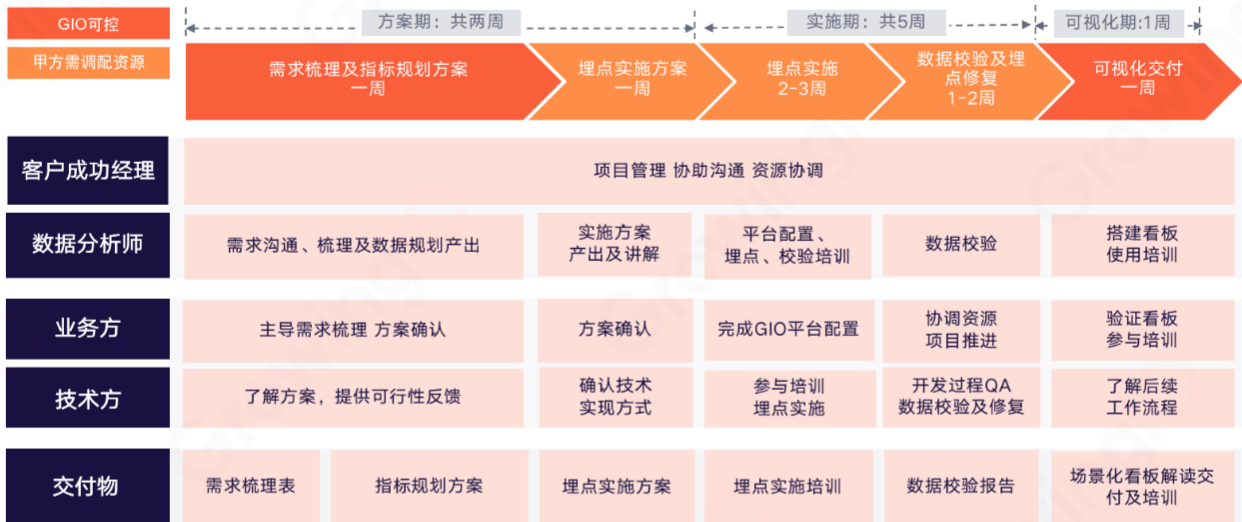 GIO可控
方案期：共两周
实施期：共5周
可视化期:1周
甲方需调配资源
需求梳理及指标规划方案
一周
埋点实施方案
一周
埋点实施
2-3周
数据校验及埋
点修复
1-2周
可视化交付
一周
客户成功经理
项目管理 协助沟通 资源协调
数据分析师
需求沟通、梳理及数据规划产出
实施方案
产出及讲解
平台配置、
埋点、校验培训
数据校验
搭建看板
使用培训
业务方
主导需求梳理 方案确认
方案确认
完成GIO平台配置
协调资源
项目推进
验证看板
参与培训
技术方
了解方案，提供可行性反馈
确认技术
实现方式
参与培训
埋点实施
开发过程QA
数据校验及修复
了解后续
工作流程
交付物
需求梳理表
指标规划方案
埋点实施方案
埋点实施培训
数据校验报告
场景化看板解读交
付及培训